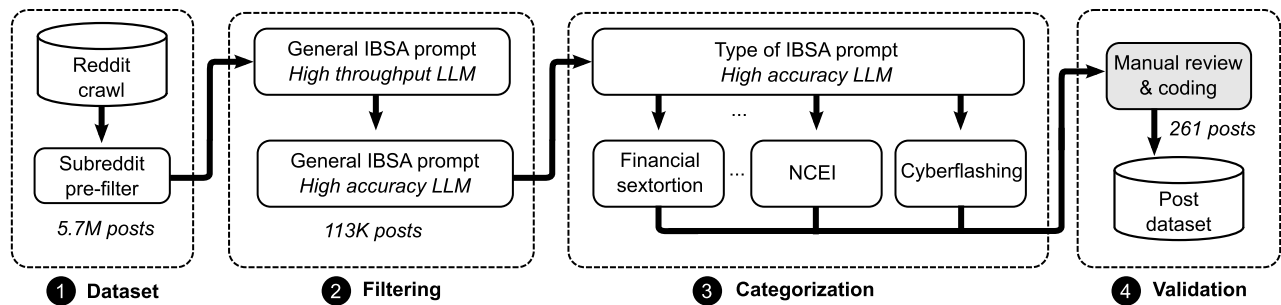 Reddit
crawl
Subreddit
pre-filter
5.7M posts
1 Dataset
General IBSA prompt
High throughput LLM
General IBSA prompt
High accuracy LLM
113K posts
2 Filtering
Type of IBSA prompt
High accuracy LLM
...
Financial
sextortion
...
NCEI
Cyberflashing
3 Categorization
Manual review
& coding
261 posts
Post
dataset
4 Validation